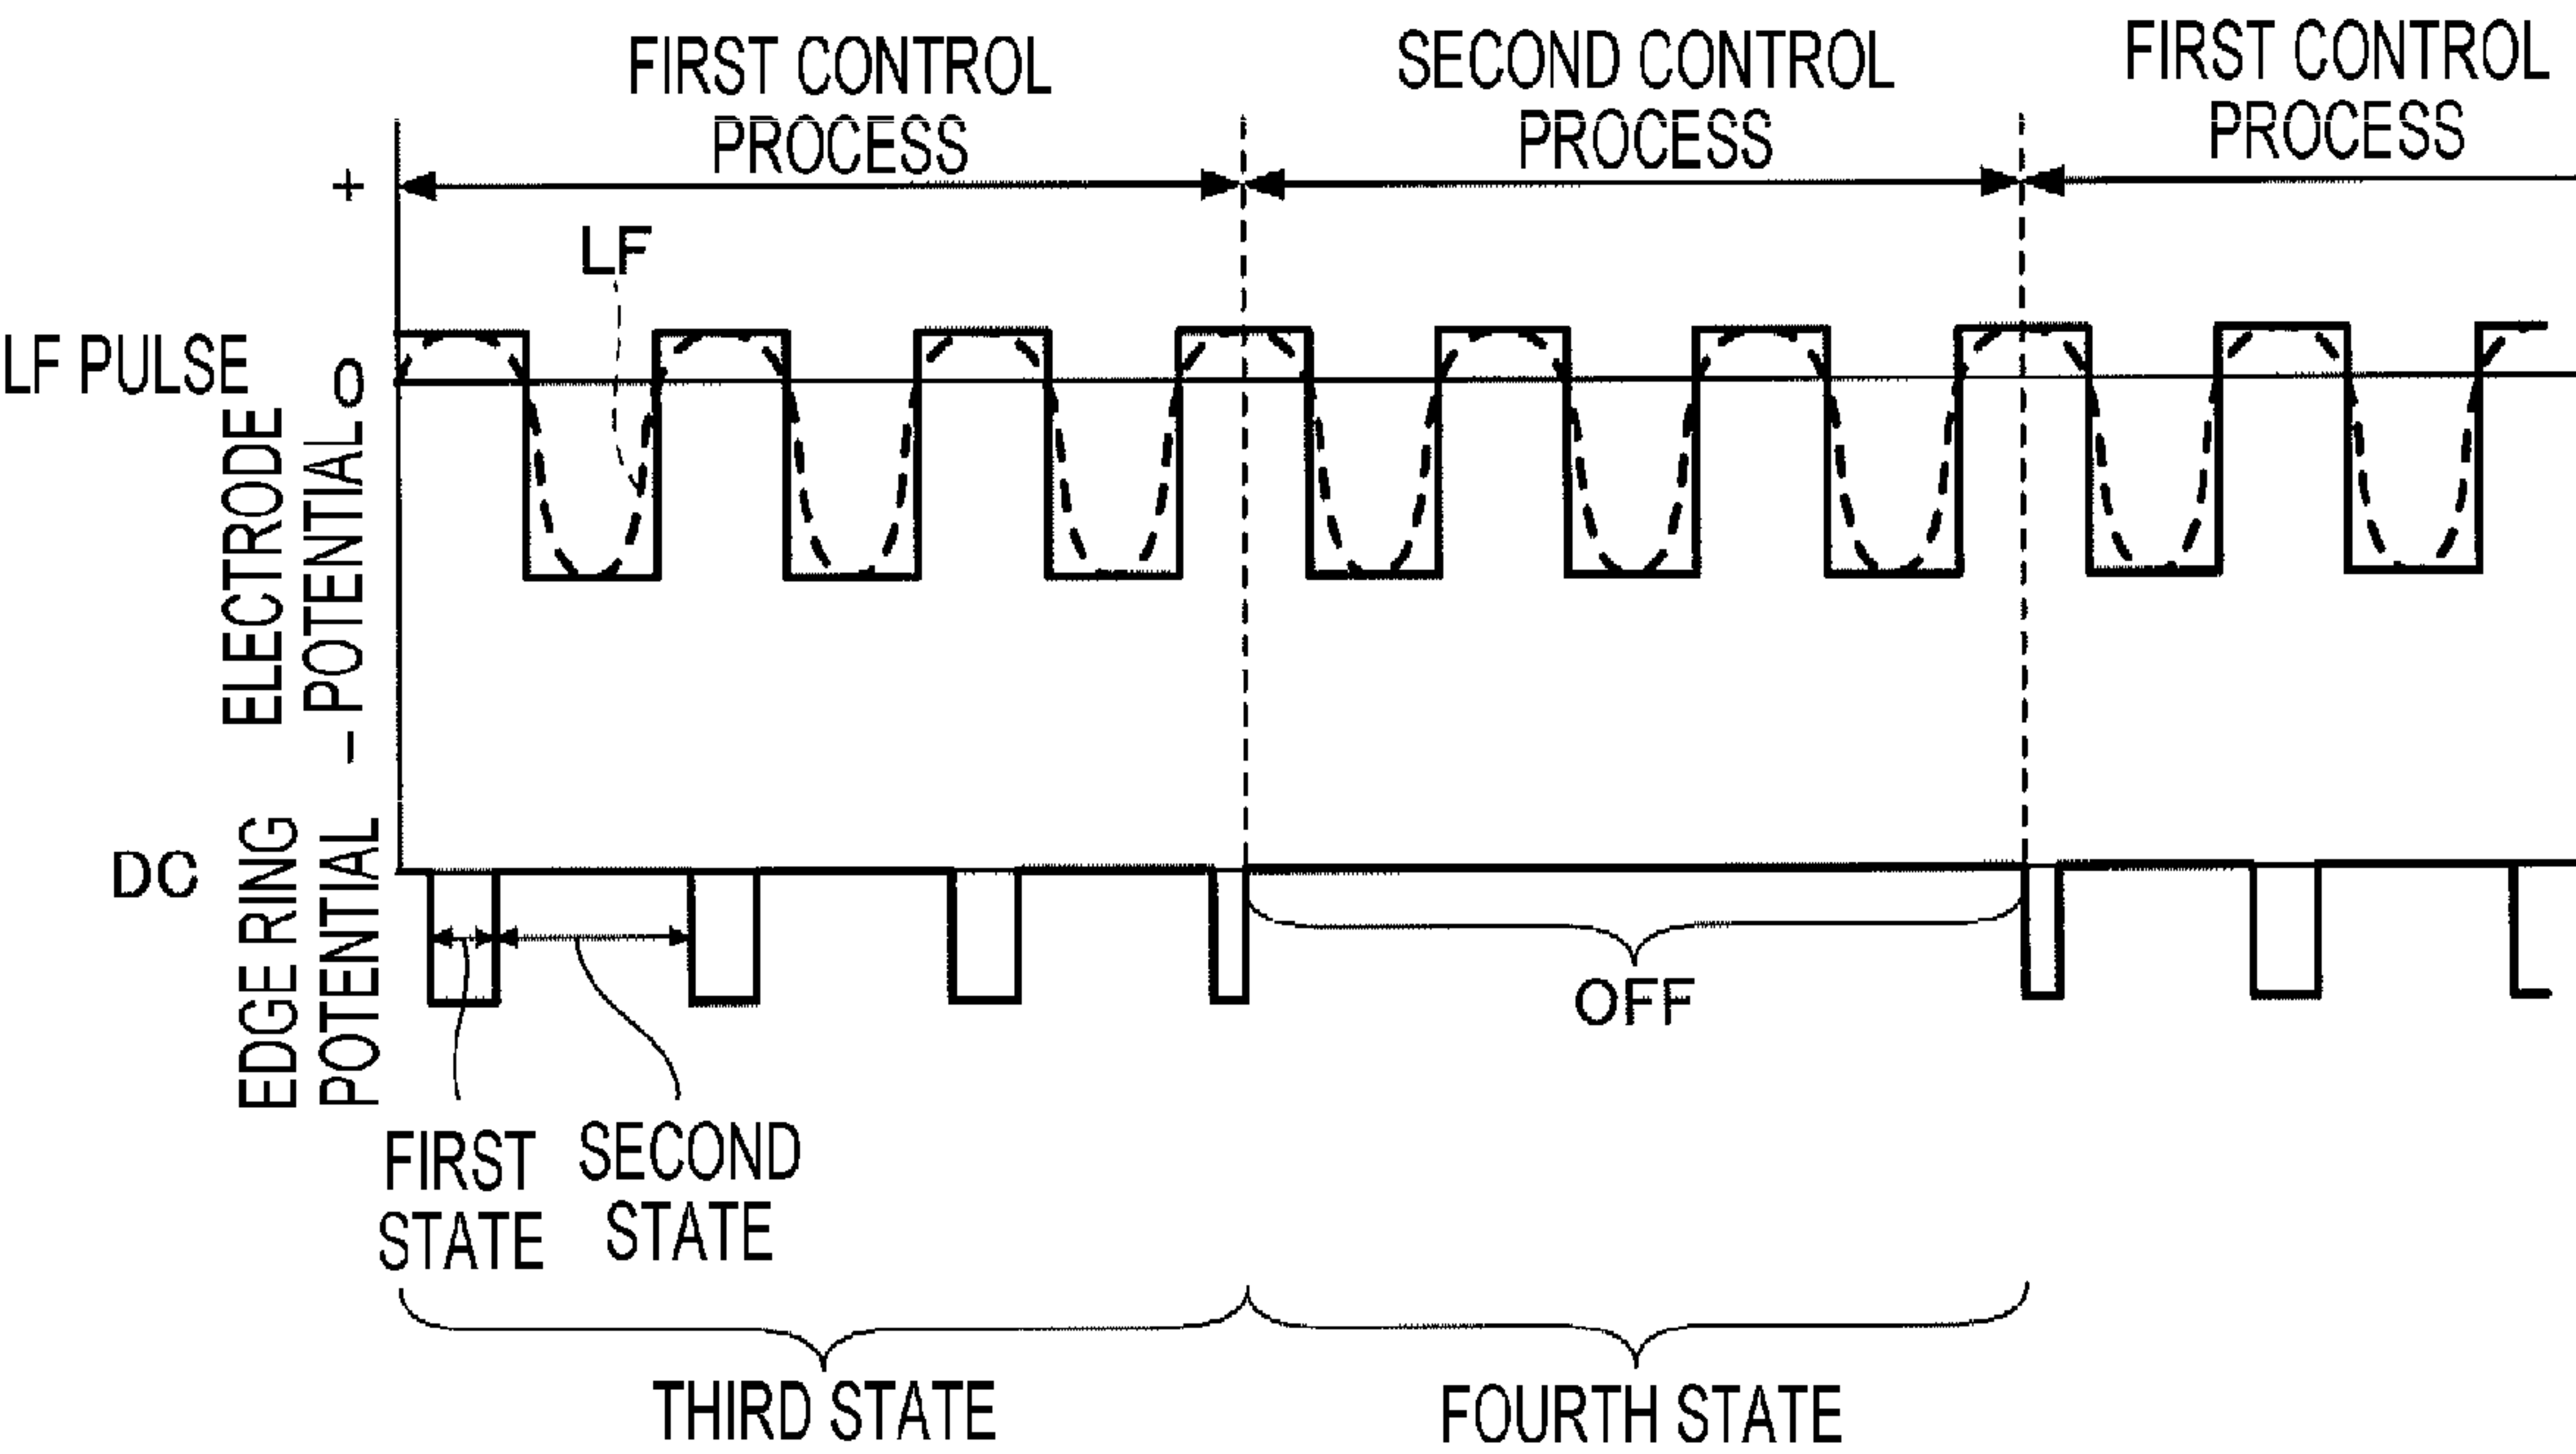 FIRST CONTROL
PROCESS
SECOND CONTROL
PROCESS
FIRST CONTROL
PROCESS
+
LF
LF PULSE
0
ELECTRODE
POTENTIAL
–
DC
EDGE RING
POTENTIAL
OFF
FIRST
STATE
SECOND
STATE
THIRD STATE
FOURTH STATE